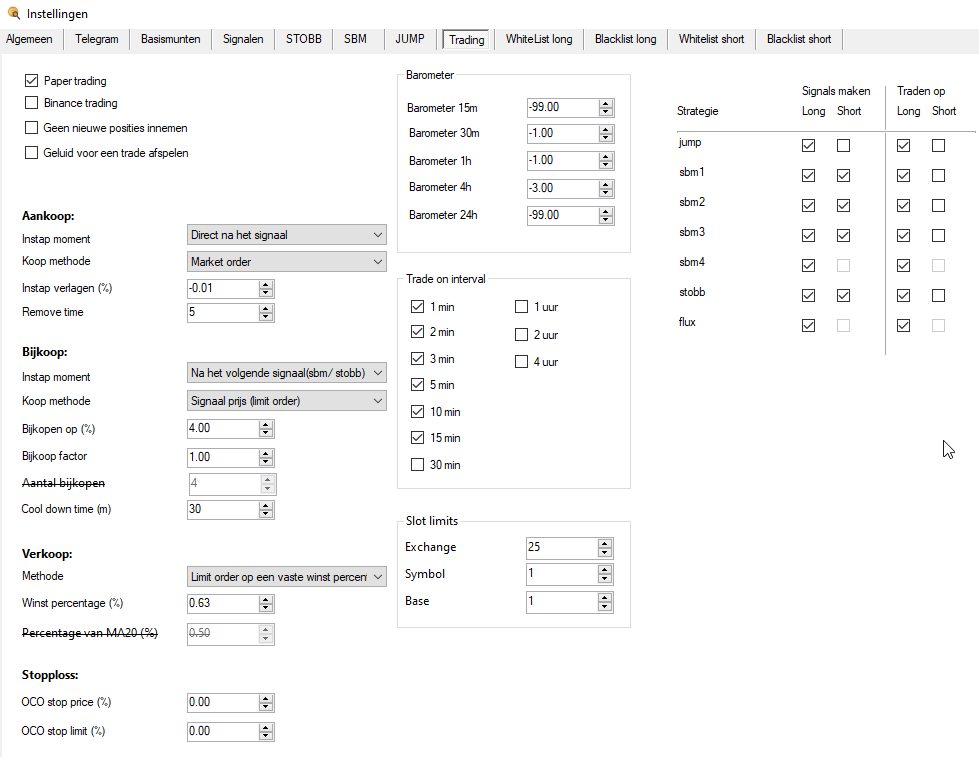 Instellingen
Algemeen Telegram Basismunten Signalen STOBB SBM JUMP Trading WhiteList long Blacklist long Whitelist short Blacklist short
Paper trading
Binance trading
Geen nieuwe posities innemen
Geluid voor een trade afspelen
Aankoop:
Instap moment Direct na het signaal
Koop methode Market order
Instap verlagen (%) -0.01
Remove time 5
Bijkoop:
Instap moment Na het volgende signaal(sbm/ stobb)
Koop methode Signaal prijs (limit order)
Bijkopen op (%) 4.00
Bijkoop factor 1.00
Aantal bijkopen 4
Cool down time (m) 30
Verkoop:
Methode Limit order op een vaste winst percent
Winst percentage (%) 0.63
Percentage van MA20 (%) 0.50
Stopploss:
OCO stop price (%) 0.00
OCO stop limit (%) 0.00
Barometer
Barometer 15m -99.00
Barometer 30m -1.00
Barometer 1h -1.00
Barometer 4h -3.00
Barometer 24h -99.00
Trade on interval
1 min 1 uur
2 min 2 uur
3 min 4 uur
5 min
10 min
15 min
30 min
Slot limits
Exchange 25
Symbol 1
Base 1
Signals maken Traden op
Strategie Long Short Long Short
jump
sbm1
sbm2
sbm3
sbm4
stobb
flux